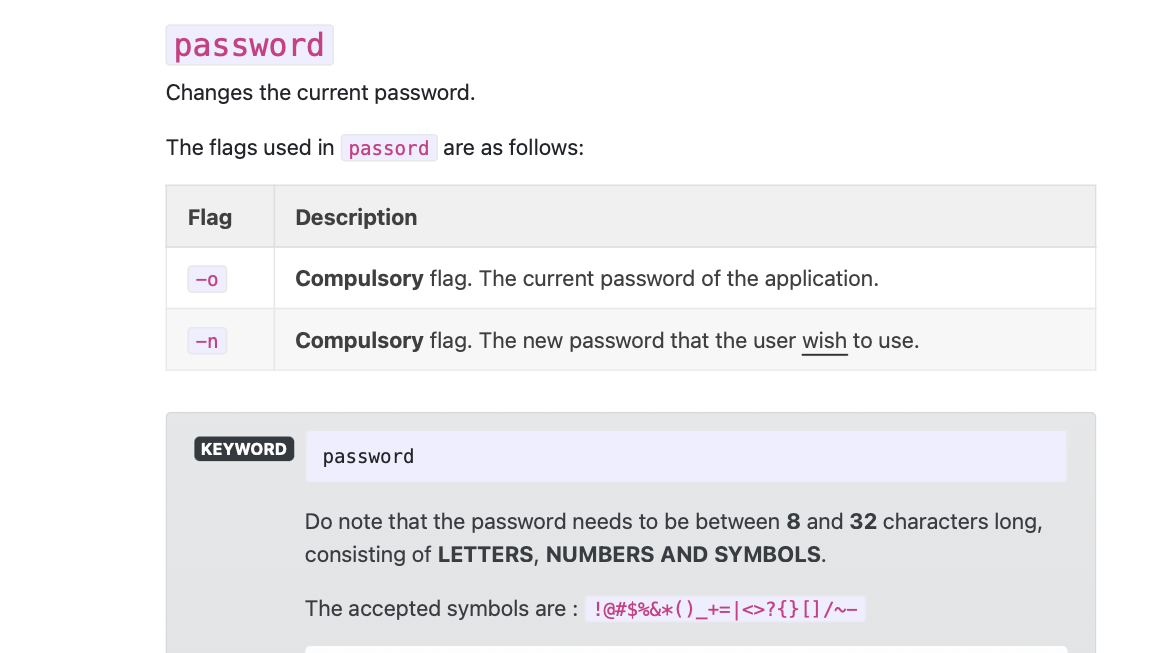 password
Changes the current password.
The flags used in passord are as follows:
Flag Description
–o Compulsory flag. The current password of the application.
–n Compulsory flag. The new password that the user wish to use.
KEYWORD password
Do note that the password needs to be between 8 and 32 characters long,
consisting of LETTERS, NUMBERS AND SYMBOLS.
The accepted symbols are : !@#$%&*()_+=|<>?{}[]/~–